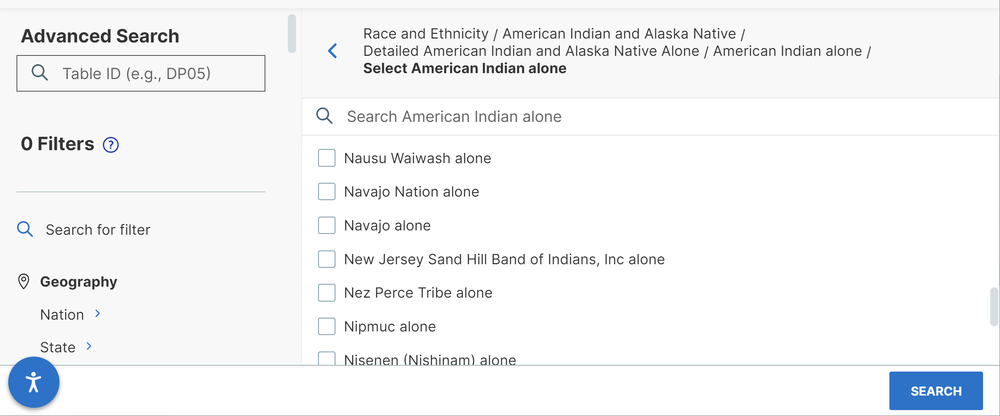 Advanced Search
Table ID (e.g., DP05)
0 Filters ?
Search for filter
Geography
Nation
State
Race and Ethnicity / American Indian and Alaska Native /
Detailed American Indian and Alaska Native Alone / American Indian alone /
Select American Indian alone
Search American Indian alone
Nausu Waiwash alone
Navajo Nation alone
Navajo alone
New Jersey Sand Hill Band of Indians, Inc alone
Nez Perce Tribe alone
Nipmuc alone
Nisenen (Nishinam) alone
SEARCH